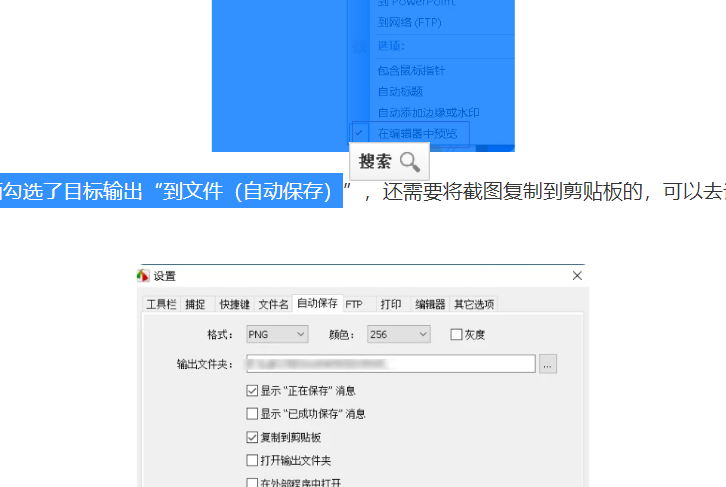 到 PowerPoint
到网络 (FTP)
选项:
包含鼠标指针
自动标题
自动添加边缘或水印
在编辑器中预览
搜索
勾选了目标输出“到文件（自动保存）”，还需要将截图复制到剪贴板的，可以去
设置
工具栏 捕捉 快捷键 文件名 自动保存 FTP 打印 编辑器 其它选项
格式: PNG 颜色: 256 灰度
输出文件夹: ...
显示“正在保存”消息
显示“已成功保存”消息
复制到剪贴板
打开输出文件夹
在外部程序中打开